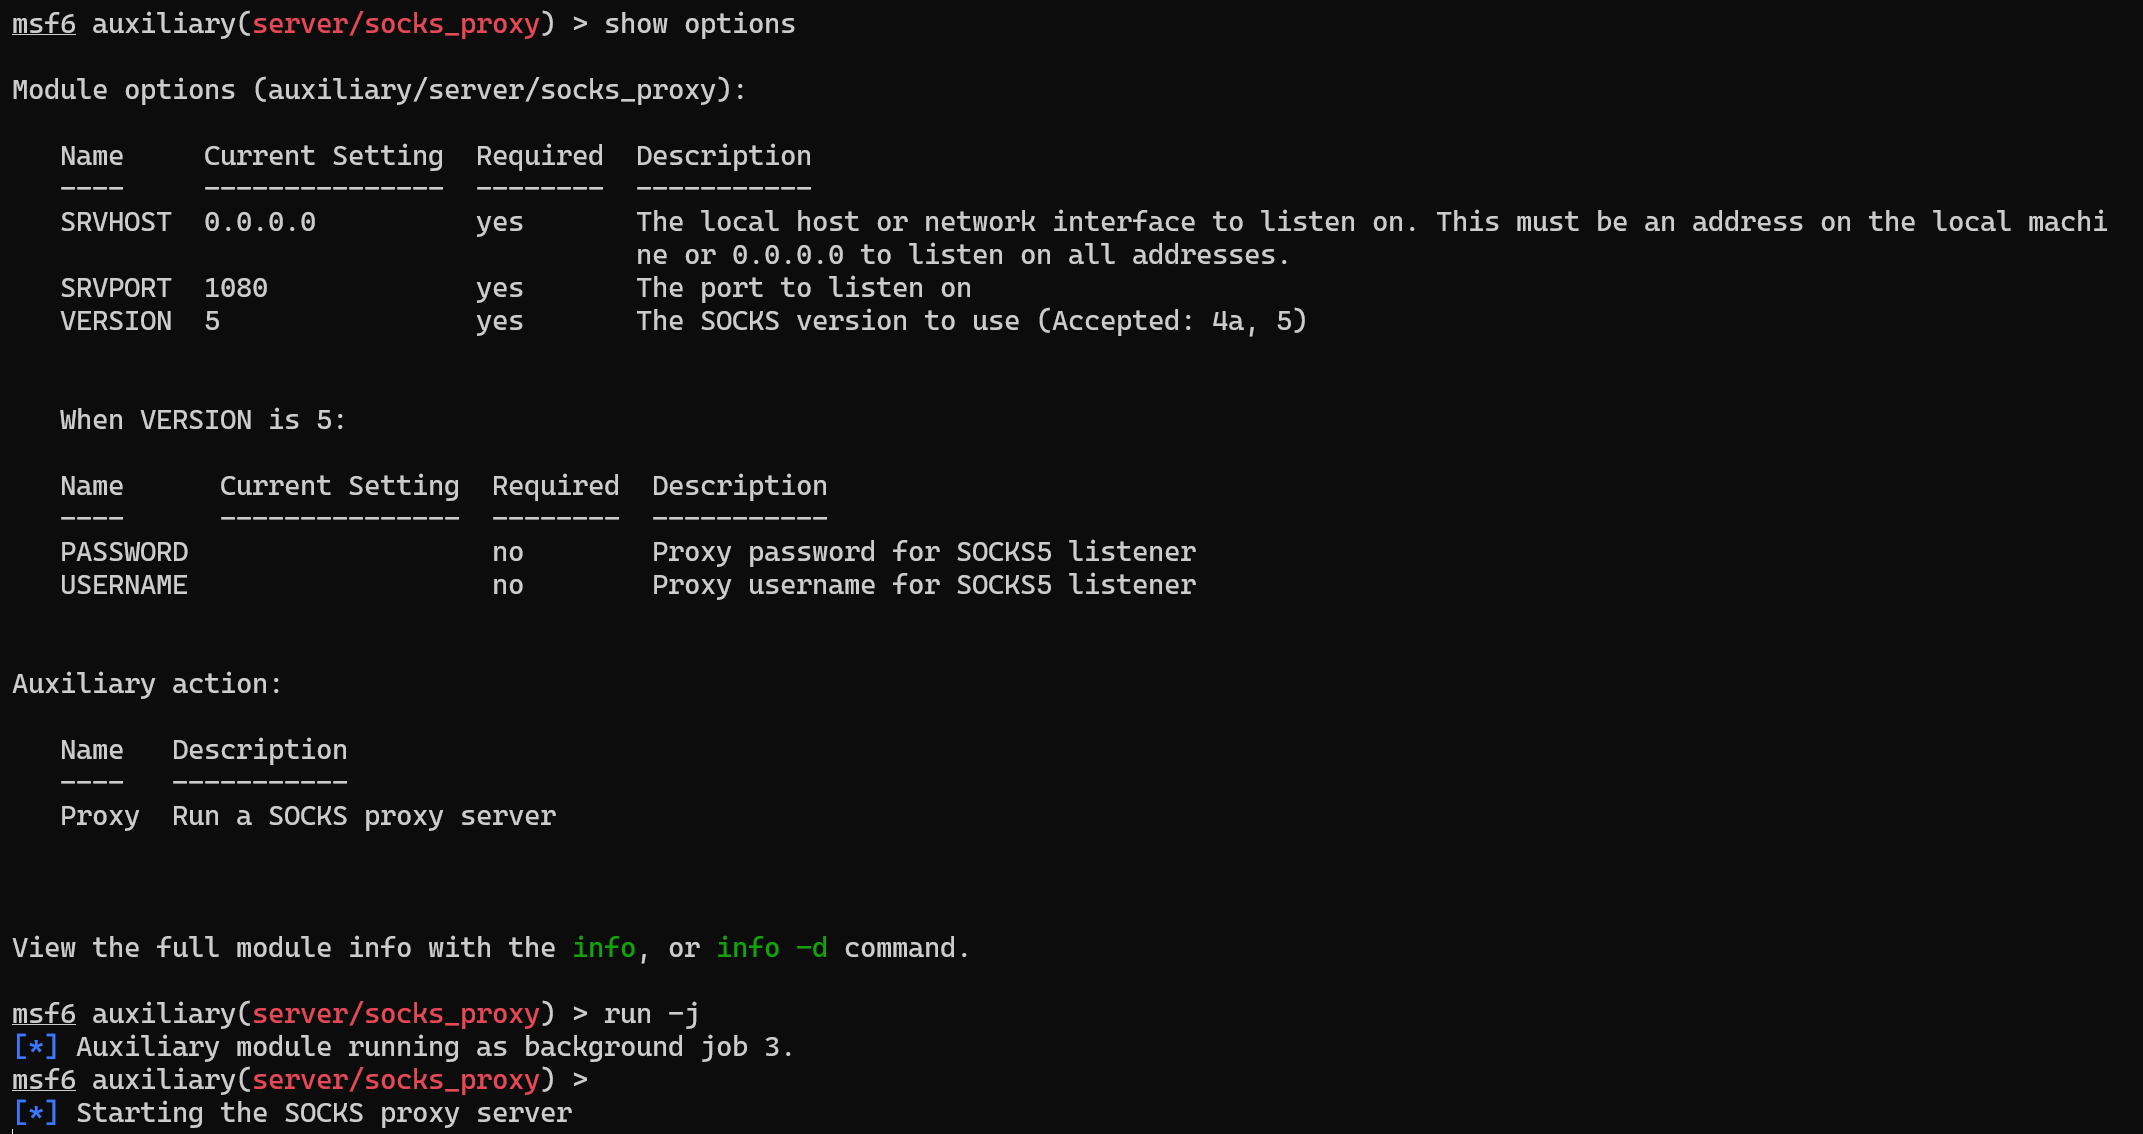 msf6 auxiliary(server/socks_proxy) > show options
Module options (auxiliary/server/socks_proxy):
Name Current Setting Required Description
---- --------------- -------- -----------
SRVHOST 0.0.0.0 yes The local host or network interface to listen on. This must be an address on the local machi
ne or 0.0.0.0 to listen on all addresses.
SRVPORT 1080 yes The port to listen on
VERSION 5 yes The SOCKS version to use (Accepted: 4a, 5)
When VERSION is 5:
Name Current Setting Required Description
---- --------------- -------- -----------
PASSWORD no Proxy password for SOCKS5 listener
USERNAME no Proxy username for SOCKS5 listener
Auxiliary action:
Name Description
---- -----------
Proxy Run a SOCKS proxy server
View the full module info with the info, or info -d command.
msf6 auxiliary(server/socks_proxy) > run -j
[*] Auxiliary module running as background job 3.
msf6 auxiliary(server/socks_proxy) >
[*] Starting the SOCKS proxy server